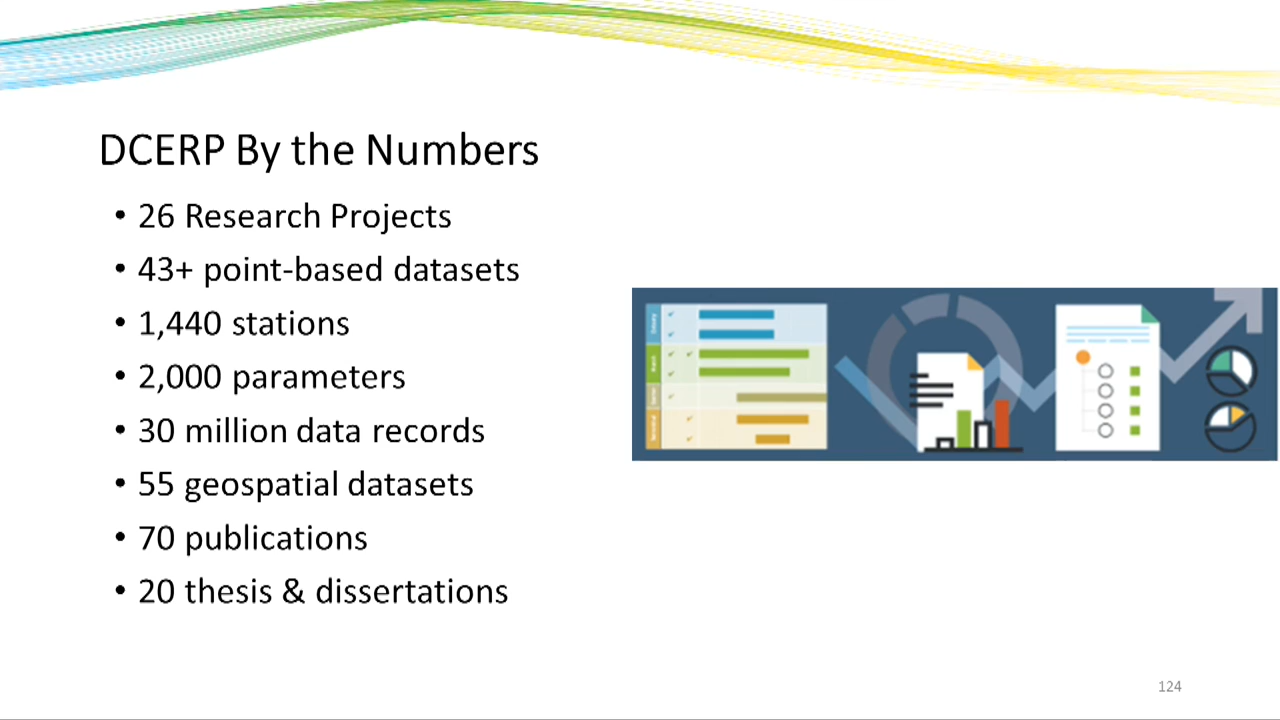 DCERP By the Numbers
• 26 Research Projects
• 43+ point-based datasets
• 1,440 stations
• 2,000 parameters
• 30 million data records
• 55 geospatial datasets
• 70 publications
• 20 thesis & dissertations
124